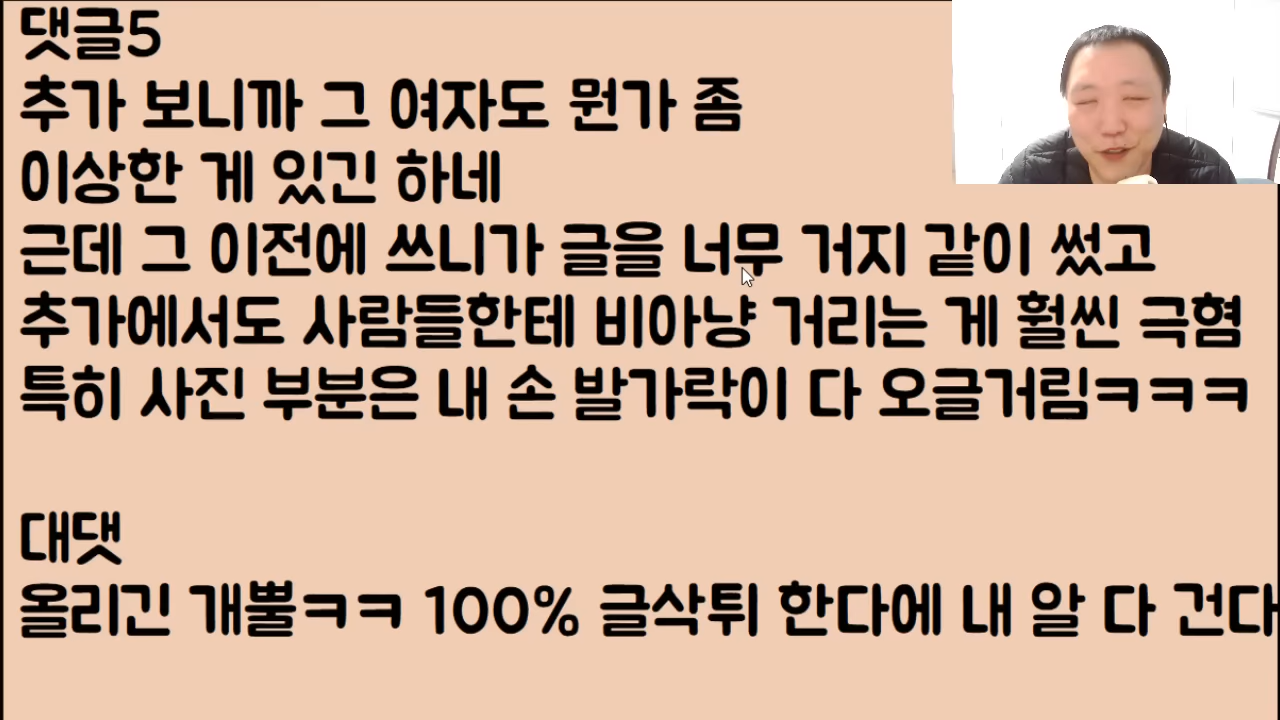 댓글5
추가 보니까 그 여자도 뭔가 좀
이상한 게 있긴 하네
근데 그 이전에 쓰니가 글을 너무 거지 같이 썼고
추가에서도 사람들한테 비아냥 거리는 게 훨씬 극혐
특히 사진 부분은 내 손 발가락이 다 오글거림ㅋㅋㅋ
대댓
올리긴 개뿔ㅋㅋ 100% 글삭튀 한다에 내 알 다 건다